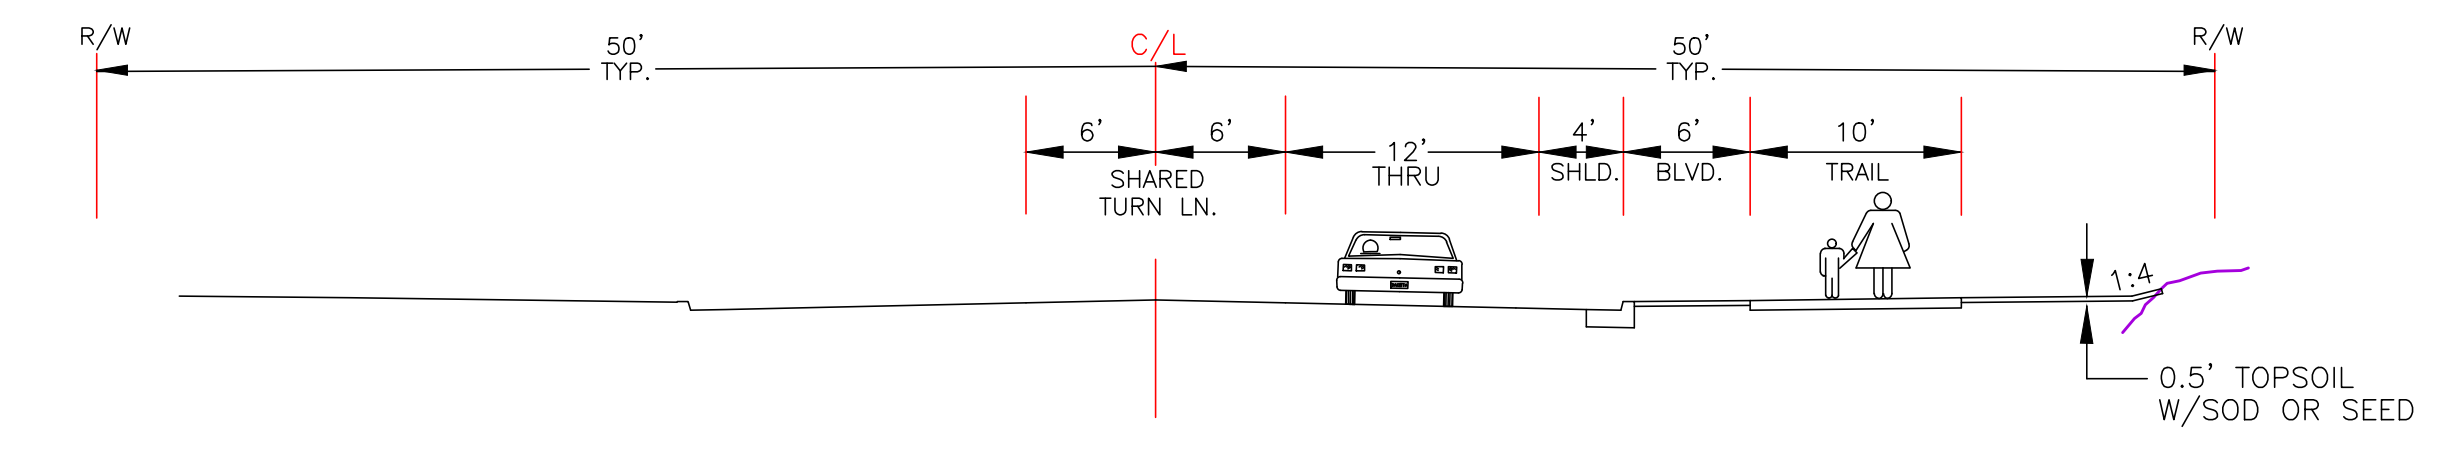 R/W
50'
TYP.
C/L
50'
TYP.
R/W
6'
6'
12'
THRU
4'
SHLD.
6'
BLVD.
10'
TRAIL
SHARED
TURN LN.
1:4
0.5' TOPSOIL
W/SOD OR SEED